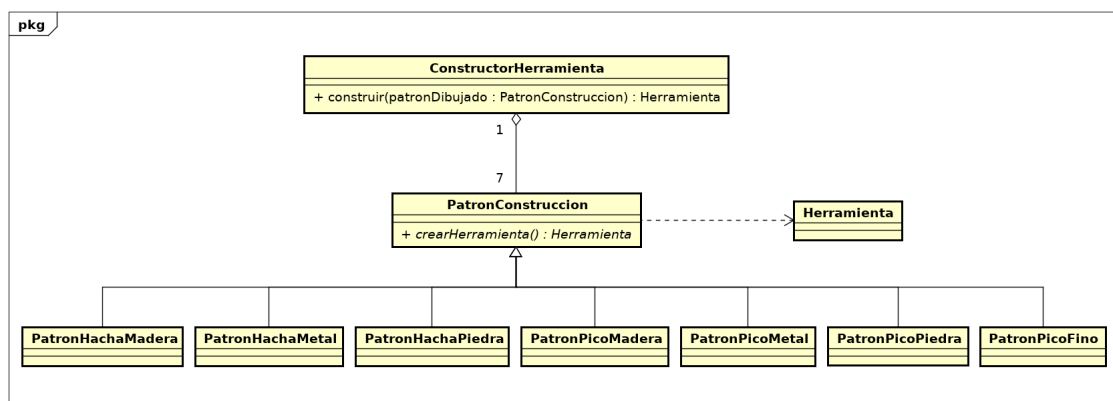 pkg
ConstructorHerramienta
+ construir(patronDibujado : PatronConstruccion) : Herramienta
1
7
PatronConstruccion
+ crearHerramienta() : Herramienta
Herramienta
PatronHachaMadera
PatronHachaMetal
PatronHachaPiedra
PatronPicoMadera
PatronPicoMetal
PatronPicoPiedra
PatronPicoFino